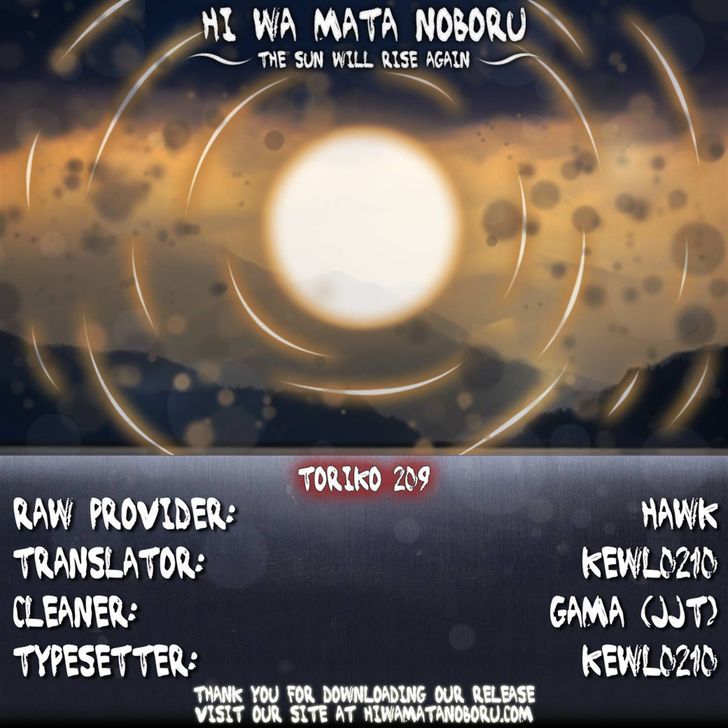 HI WA MATA NOBORU
THE SUN WILL RISE AGAIN
TORIKO 209
RAW PROVIDER: HAWK
TRANSLATOR: KEWL0210
CLEANER: GAMA (JJT)
TYPESETTER: KEWL0210
THANK YOU FOR DOWNLOADING OUR RELEASE
VISIT OUR SITE AT HIWAMATANOBORU.COM